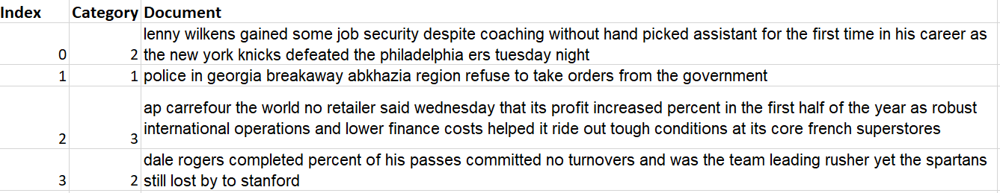 Index Category Document
lenny wilkens gained some job security despite coaching without hand picked assistant for the first time in his career as
0 2 the new york knicks defeated the philadelphia ers tuesday night
1 1 police in georgia breakaway abkhazia region refuse to take orders from the government
ap carrefour the world no retailer said wednesday that its profit increased percent in the first half of the year as robust
2 3 international operations and lower finance costs helped it ride out tough conditions at its core french superstores
dale rogers completed percent of his passes committed no turnovers and was the team leading rusher yet the spartans
3 2 still lost by to stanford